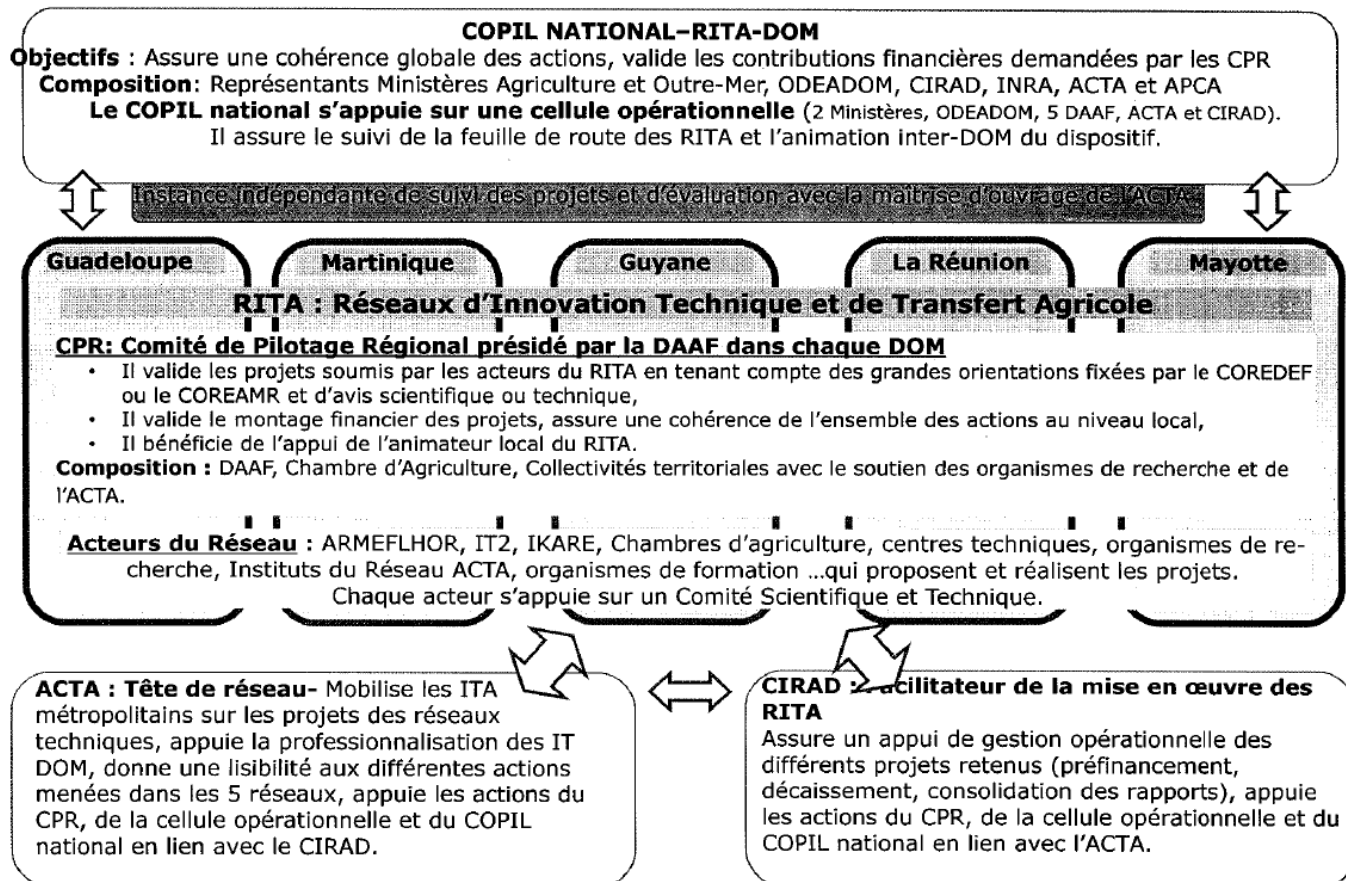 COPIL NATIONAL–RITA-DOM
Objectifs : Assure une cohérence globale des actions, valide les contributions financières demandées par les CPR
Composition: Représentants Ministères Agriculture et Outre-Mer, ODEADOM, CIRAD, INRA, ACTA et APCA
Le COPIL national s'appuie sur une cellule opérationnelle (2 Ministères, ODEADOM, 5 DAAF, ACTA et CIRAD).
Il assure le suivi de la feuille de route des RITA et l'animation inter-DOM du dispositif.
Instance indépendante de suivi des projets et d'évaluation avec la maîtrise d'ouvrage de l'ACTA
Guadeloupe Martinique Guyane La Réunion Mayotte
RITA : Réseaux d'Innovation Technique et de Transfert Agricole
CPR: Comité de Pilotage Régional présidé par la DAAF dans chaque DOM
• Il valide les projets soumis par les acteurs du RITA en tenant compte des grandes orientations fixées par le COREDEF
ou le COREAMR et d'avis scientifique ou technique,
• Il valide le montage financier des projets, assure une cohérence de l'ensemble des actions au niveau local,
• Il bénéficie de l'appui de l'animateur local du RITA.
Composition : DAAF, Chambre d'Agriculture, Collectivités territoriales avec le soutien des organismes de recherche et de
l'ACTA.
Acteurs du Réseau : ARMEFLHOR, IT2, IKARE, Chambres d'agriculture, centres techniques, organismes de re-
cherche, Instituts du Réseau ACTA, organismes de formation ...qui proposent et réalisent les projets.
Chaque acteur s'appuie sur un Comité Scientifique et Technique.
ACTA : Tête de réseau- Mobilise les ITA
métropolitains sur les projets des réseaux
techniques, appuie la professionnalisation des IT
DOM, donne une lisibilité aux différentes actions
menées dans les 5 réseaux, appuie les actions du
CPR, de la cellule opérationnelle et du COPIL
national en lien avec le CIRAD.
CIRAD : Facilitateur de la mise en œuvre des
RITA
Assure un appui de gestion opérationnelle des
différents projets retenus (préfinancement,
décaissement, consolidation des rapports), appuie
les actions du CPR, de la cellule opérationnelle et du
COPIL national en lien avec l'ACTA.